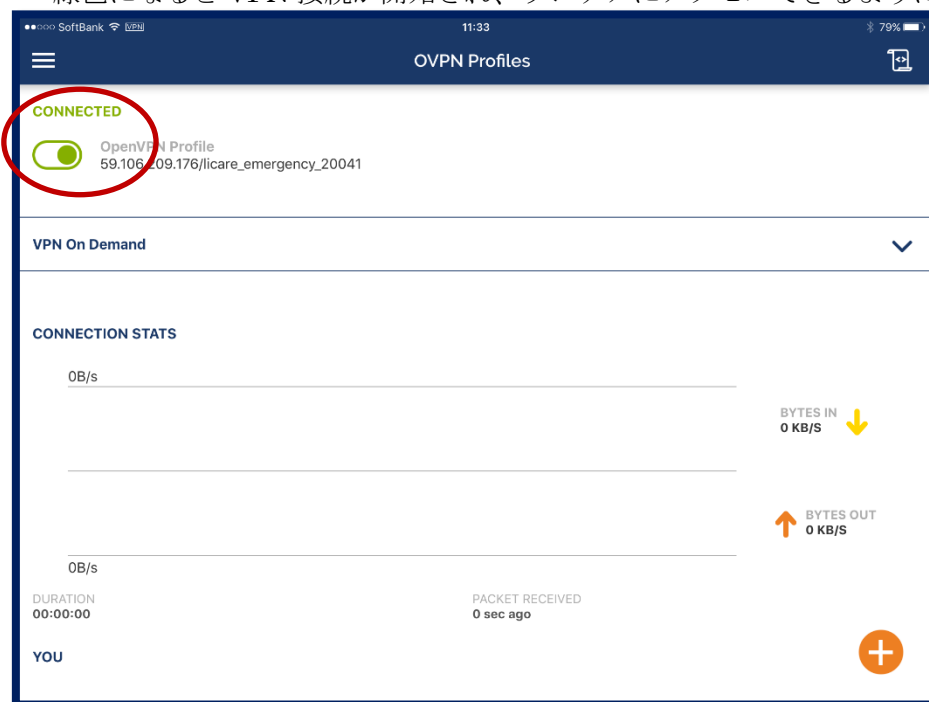 SoftBank VPN 11:33 79%
OVPN Profiles
CONNECTED
OpenVPN Profile
59.106.209.176/licare_emergency_20041
VPN On Demand
CONNECTION STATS
0B/s
BYTES IN
0 KB/S
BYTES OUT
0 KB/S
0B/s
DURATION PACKET RECEIVED
00:00:00 0 sec ago
YOU